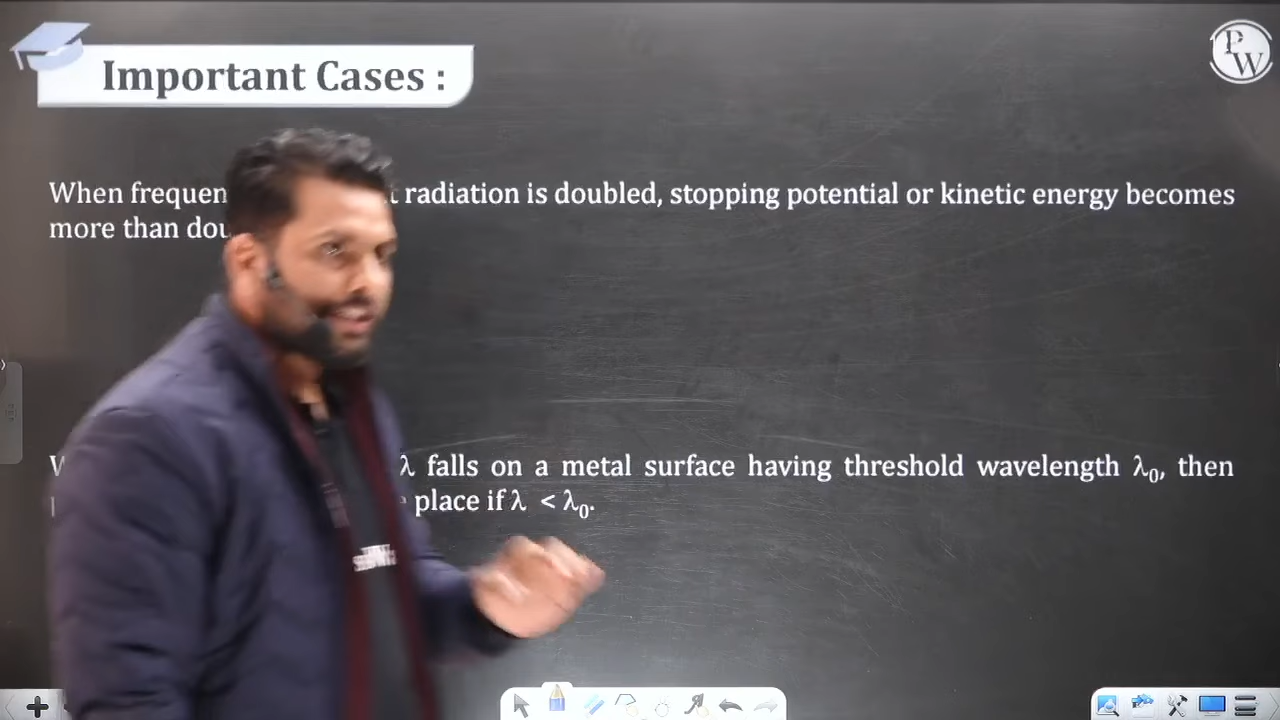 Important Cases :
PW
When frequen t radiation is doubled, stopping potential or kinetic energy becomes
more than dou
λ falls on a metal surface having threshold wavelength λ₀, then
place if λ < λ₀.